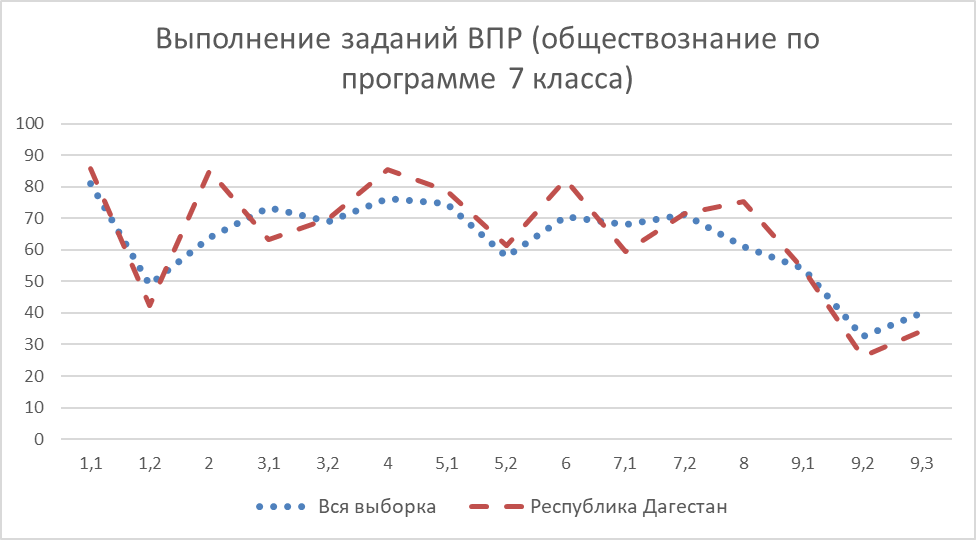 Выполнение заданий ВПР (обществознание по
программе 7 класса)
100
90
80
70
60
50
40
30
20
10
0
1,1 1,2 2 3,1 3,2 4 5,1 5,2 6 7,1 7,2 8 9,1 9,2 9,3
Вся выборка Республика Дагестан